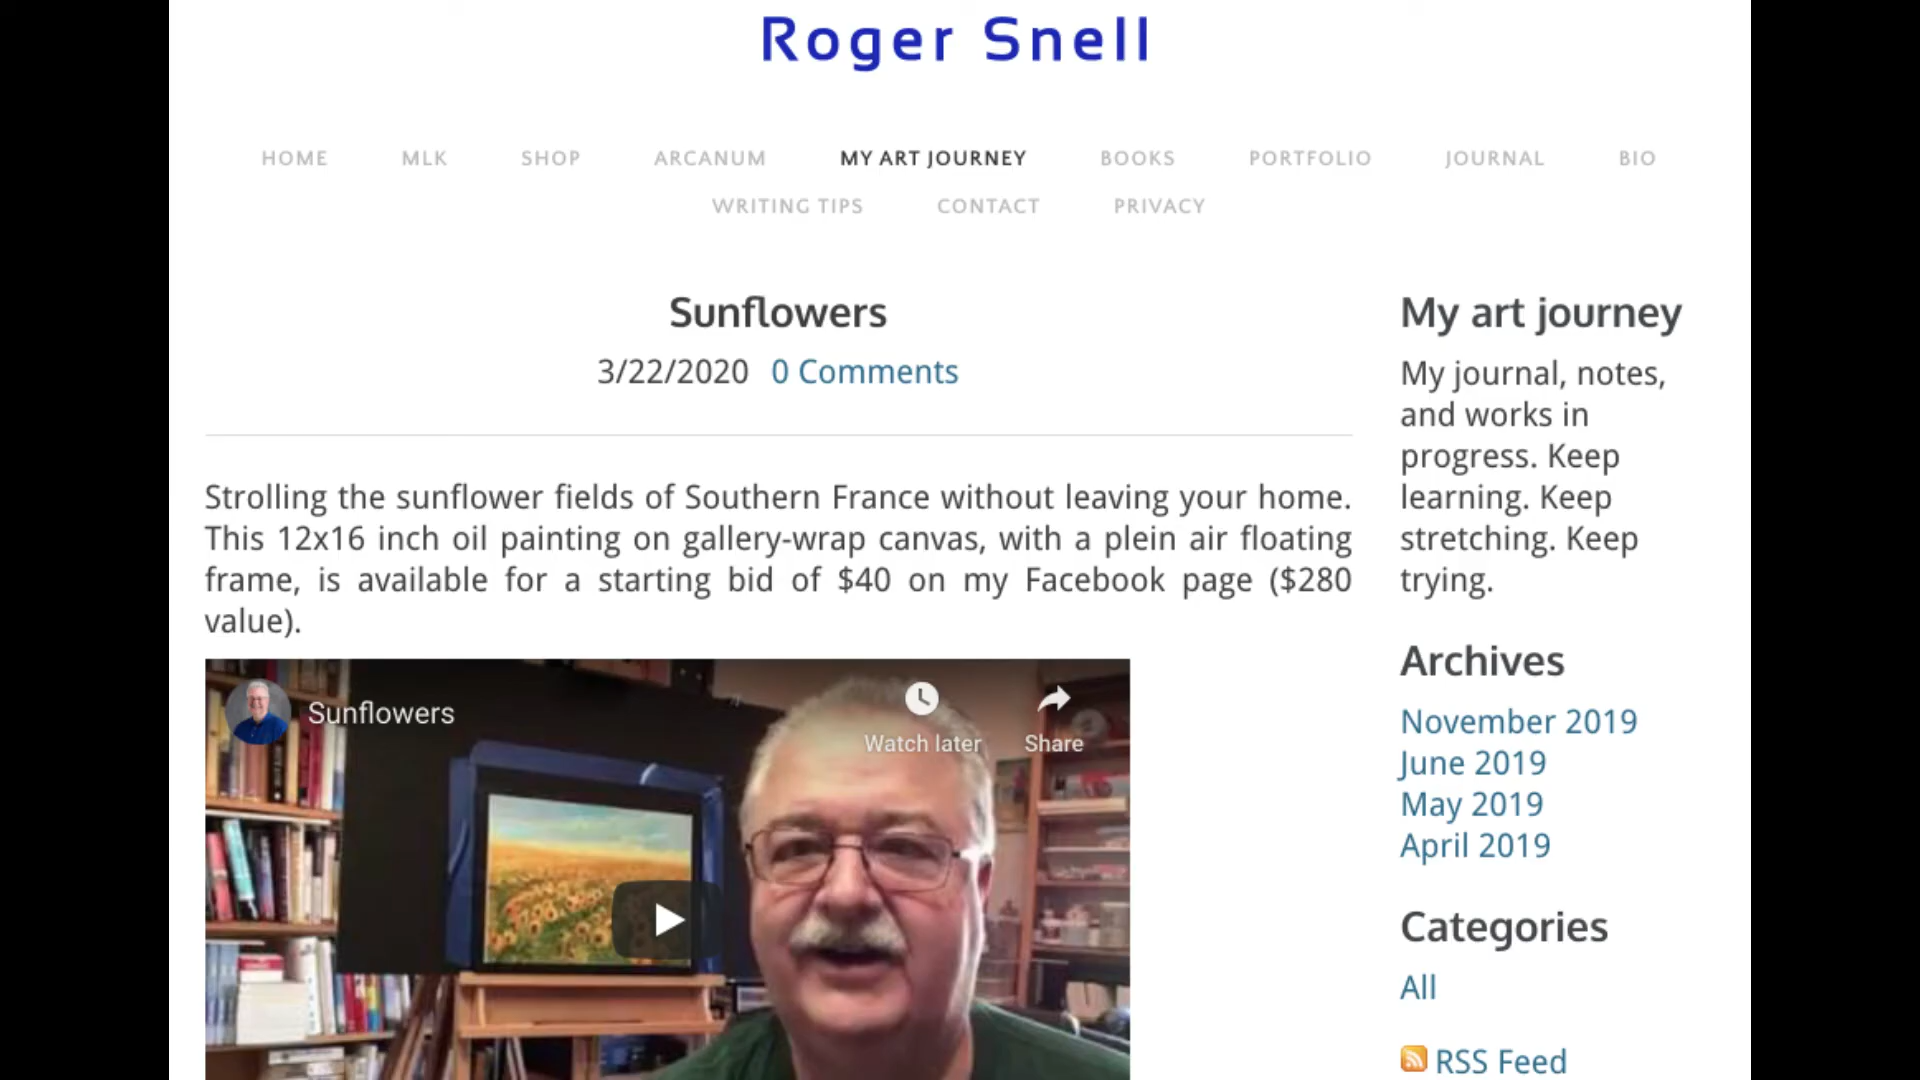 Roger Snell
HOME MLK SHOP ARCANUM MY ART JOURNEY BOOKS PORTFOLIO JOURNAL BIO
WRITING TIPS CONTACT PRIVACY
Sunflowers
3/22/2020 0 Comments
Strolling the sunflower fields of Southern France without leaving your home.
This 12x16 inch oil painting on gallery-wrap canvas, with a plein air floating
frame, is available for a starting bid of $40 on my Facebook page ($280
value).
Sunflowers
Watch later Share
My art journey
My journal, notes,
and works in
progress. Keep
learning. Keep
stretching. Keep
trying.
Archives
November 2019
June 2019
May 2019
April 2019
Categories
All
RSS Feed